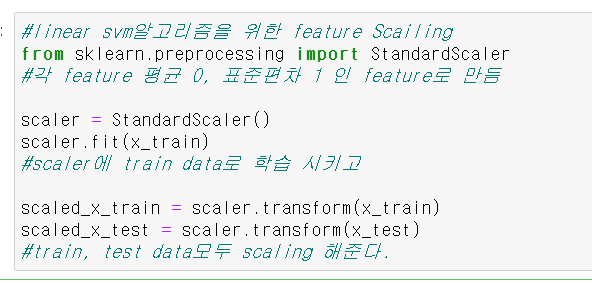 #linear svm알고리즘을 위한 feature Scailing
from sklearn.preprocessing import StandardScaler
#각 feature 평균 0, 표준편차 1 인 feature로 만듬
scaler = StandardScaler()
scaler.fit(x_train)
#scaler에 train data로 학습 시키고
scaled_x_train = scaler.transform(x_train)
scaled_x_test = scaler.transform(x_test)
#train, test data모두 scaling 해준다.